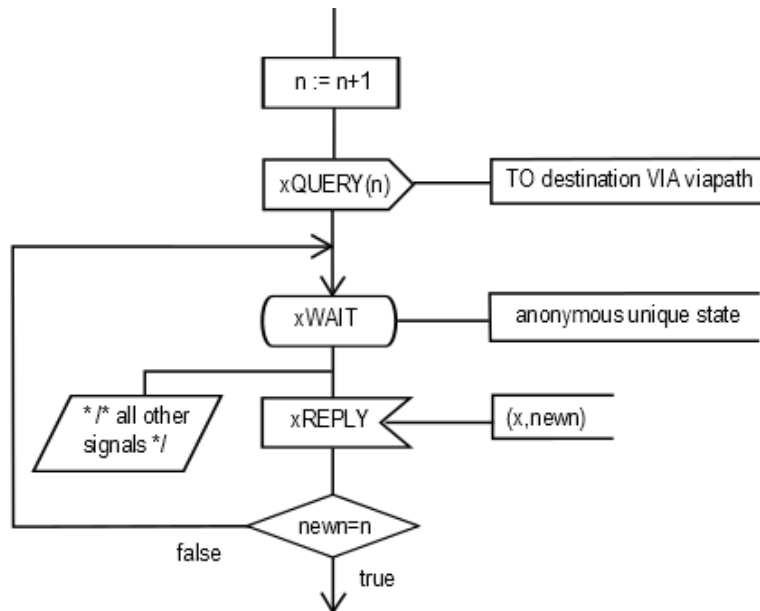 n := n+1
xQUERY(n)
TO destination VIA viapath
xWAIT
anonymous unique state
* /* all other
signals */
xREPLY
(x,newn)
newn=n
false
true